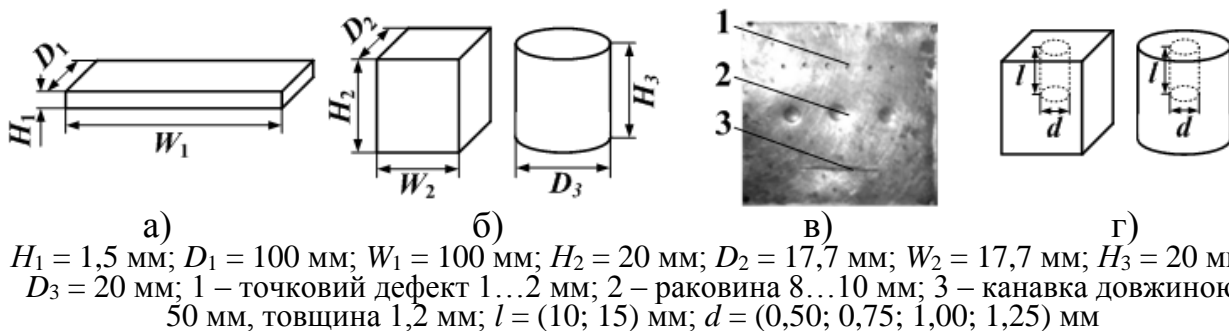 D₁ H₁ W₁
D₂ H₂ W₂ H₃ D₃
1
2
3
l d l d
а) б) в) г)
H₁ = 1,5 мм; D₁ = 100 мм; W₁ = 100 мм; H₂ = 20 мм; D₂ = 17,7 мм; W₂ = 17,7 мм; H₃ = 20 м
D₃ = 20 мм; 1 – точковий дефект 1…2 мм; 2 – раковина 8…10 мм; 3 – канавка довжиною
50 мм, товщина 1,2 мм; l = (10; 15) мм; d = (0,50; 0,75; 1,00; 1,25) мм